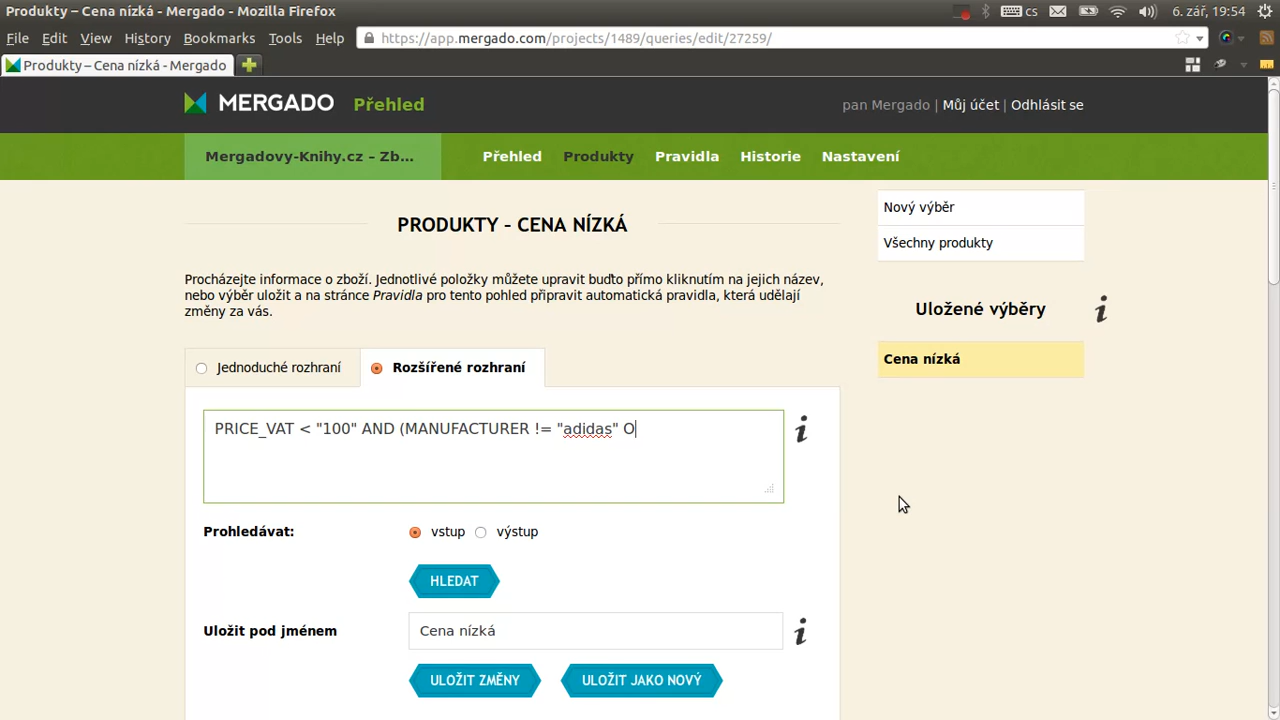 Produkty – Cena nízká - Mergado - Mozilla Firefox
cs
6. zář, 19:54
File Edit View History Bookmarks Tools Help
https://app.mergado.com/projects/1489/queries/edit/27259/
Produkty – Cena nízká - Mergado
MERGADO Přehled
pan Mergado | Můj účet | Odhlásit se
Mergadovy-Knihy.cz – Zb...
Přehled Produkty Pravidla Historie Nastavení
PRODUKTY - CENA NÍZKÁ
Procházejte informace o zboží. Jednotlivé položky můžete upravit buďto přímo kliknutím na jejich název,
nebo výběr uložit a na stránce Pravidla pro tento pohled připravit automatická pravidla, která udělají
změny za vás.
Jednoduché rozhraní
Rozšířené rozhraní
PRICE_VAT < "100" AND (MANUFACTURER != "adidas" O
Prohledávat:
vstup
výstup
HLEDAT
Uložit pod jménem
Cena nízká
ULOŽIT ZMĚNY
ULOŽIT JAKO NOVÝ
Nový výběr
Všechny produkty
Uložené výběry
Cena nízká